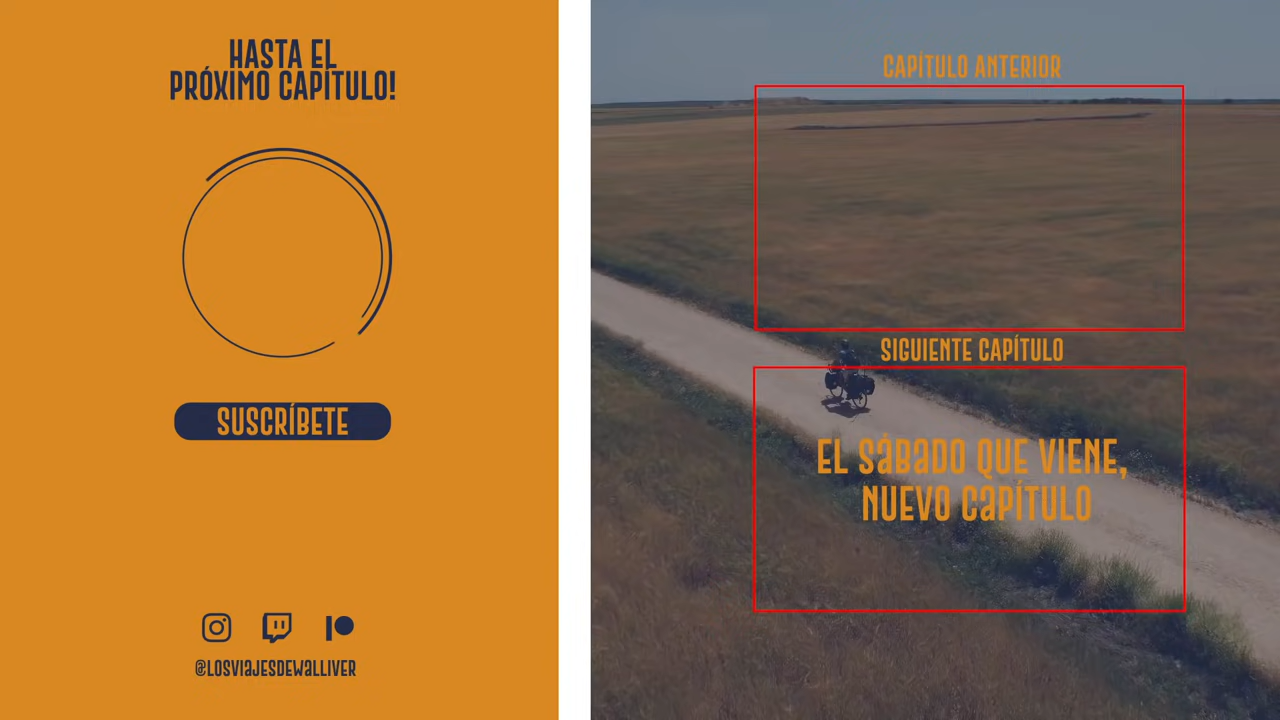 HASTA EL
PRÓXIMO CAPÍTULO!
SUSCRÍBETE
@LOSVIAJESDEWALLIVER
CAPÍTULO ANTERIOR
SIGUIENTE CAPÍTULO
EL SÁBADO QUE VIENE,
NUEVO CAPÍTULO